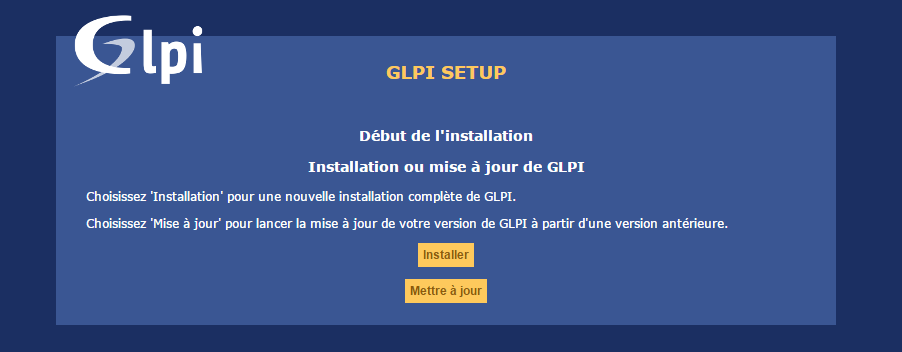 Glpi
GLPI SETUP
Début de l'installation
Installation ou mise à jour de GLPI
Choisissez 'Installation' pour une nouvelle installation complète de GLPI.
Choisissez 'Mise à jour' pour lancer la mise à jour de votre version de GLPI à partir d'une version antérieure.
Installer
Mettre à jour